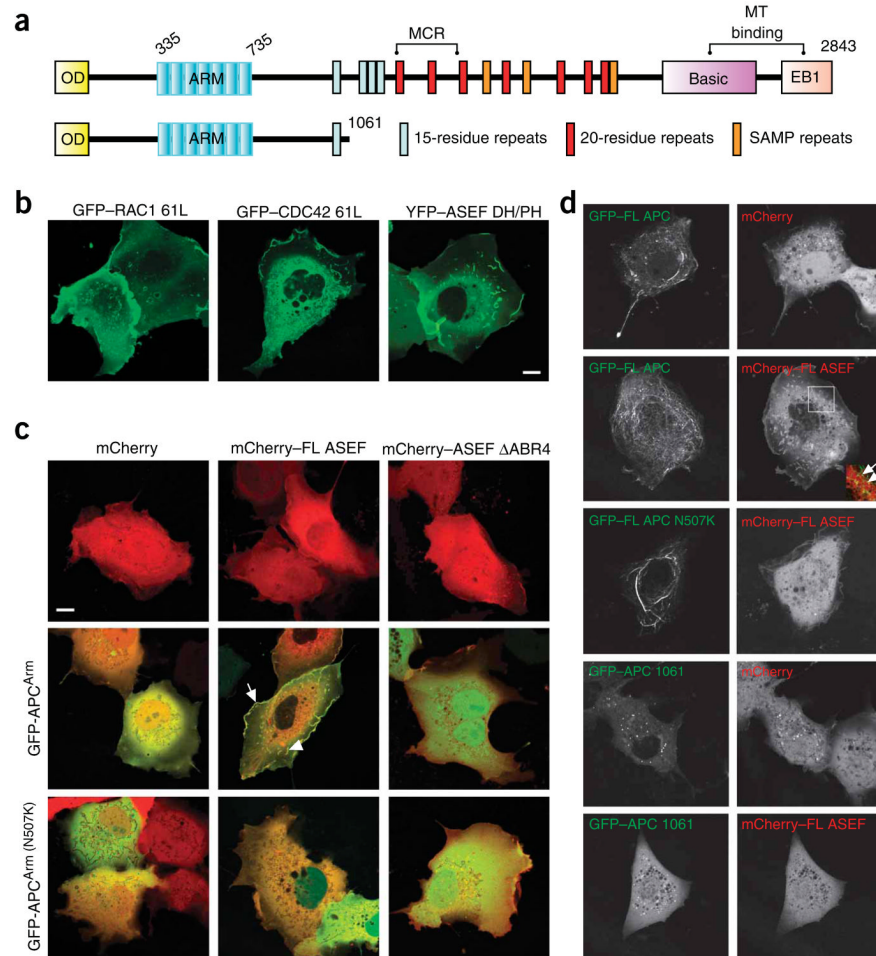 a
335
735
MCR
MT
binding
2843
OD
ARM
Basic
EB1
OD
ARM
1061
15-residue repeats
20-residue repeats
SAMP repeats
b
GFP–RAC1 61L
GFP–CDC42 61L
YFP–ASEF DH/PH
c
mCherry
mCherry–FL ASEF
mCherry–ASEF ΔABR4
GFP-APCArm
GFP-APCArm (N507K)
d
GFP–FL APC
mCherry
GFP–FL APC
mCherry–FL ASEF
GFP–FL APC N507K
mCherry–FL ASEF
GFP–APC 1061
mCherry
GFP–APC 1061
mCherry–FL ASEF